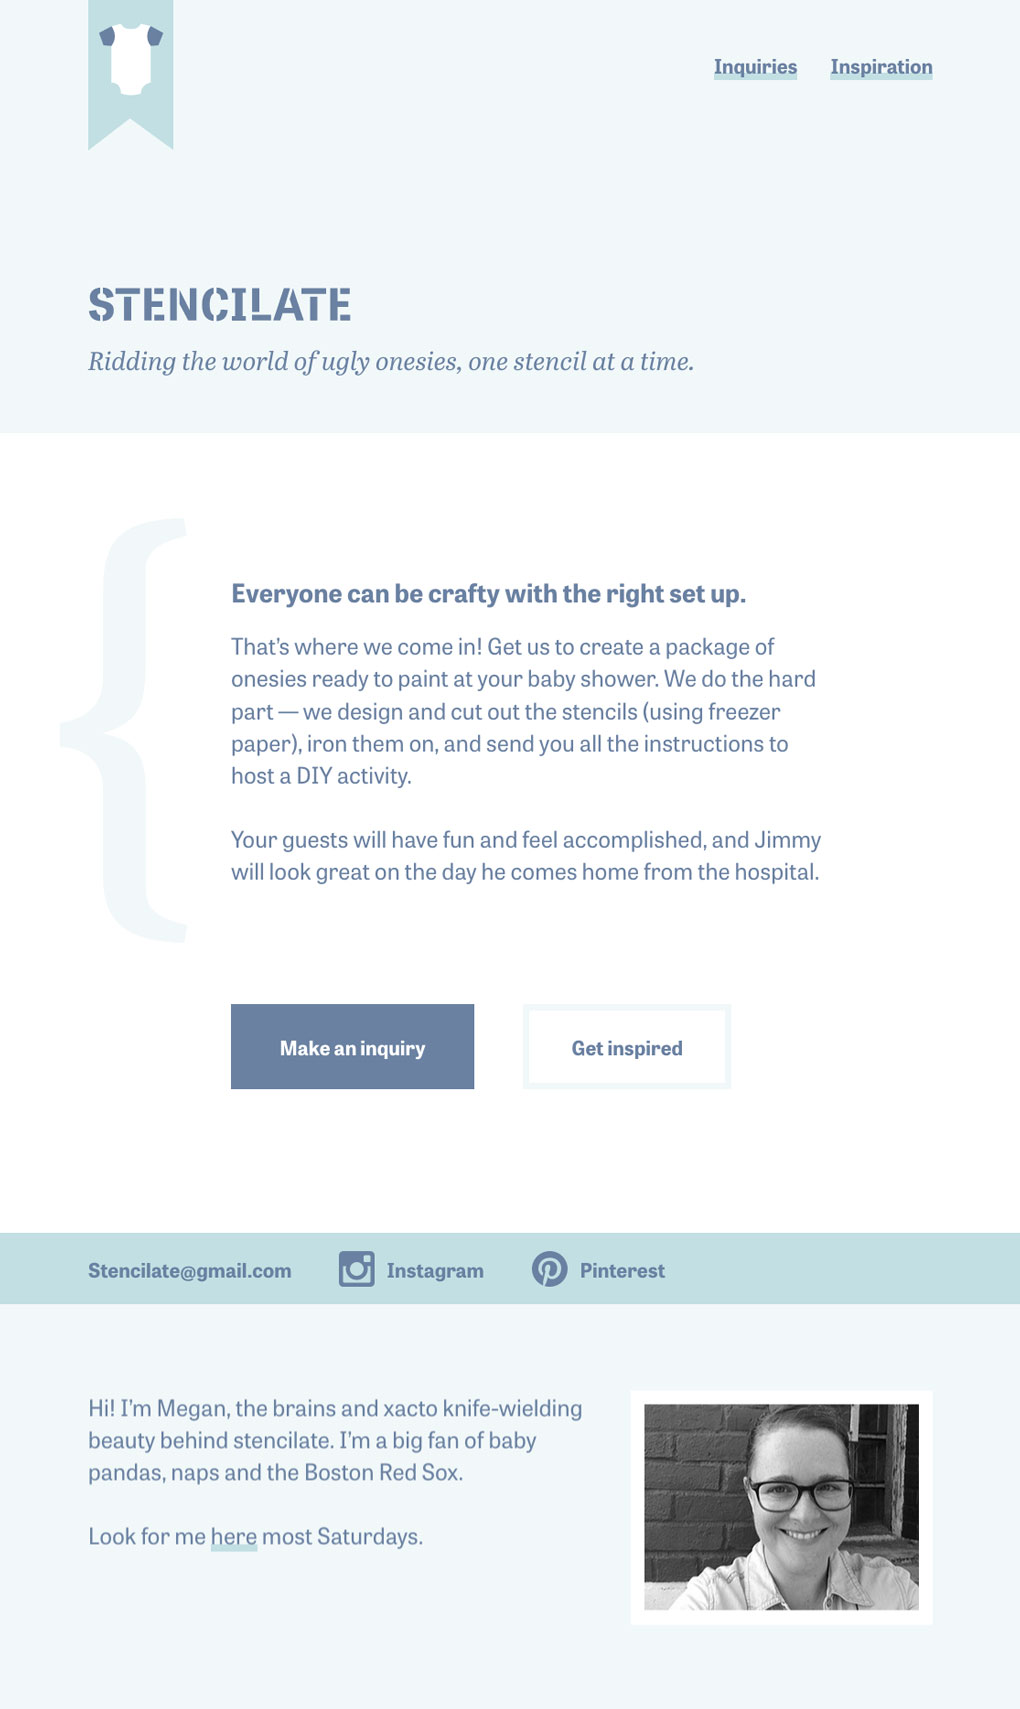 Inquiries Inspiration
STENCILATE
Ridding the world of ugly onesies, one stencil at a time.
{
Everyone can be crafty with the right set up.
That’s where we come in! Get us to create a package of
onesies ready to paint at your baby shower. We do the hard
part — we design and cut out the stencils (using freezer
paper), iron them on, and send you all the instructions to
host a DIY activity.
Your guests will have fun and feel accomplished, and Jimmy
will look great on the day he comes home from the hospital.
Make an inquiry Get inspired
Stencilate@gmail.com Instagram Pinterest
Hi! I’m Megan, the brains and xacto knife-wielding
beauty behind stencilate. I’m a big fan of baby
pandas, naps and the Boston Red Sox.
Look for me here most Saturdays.